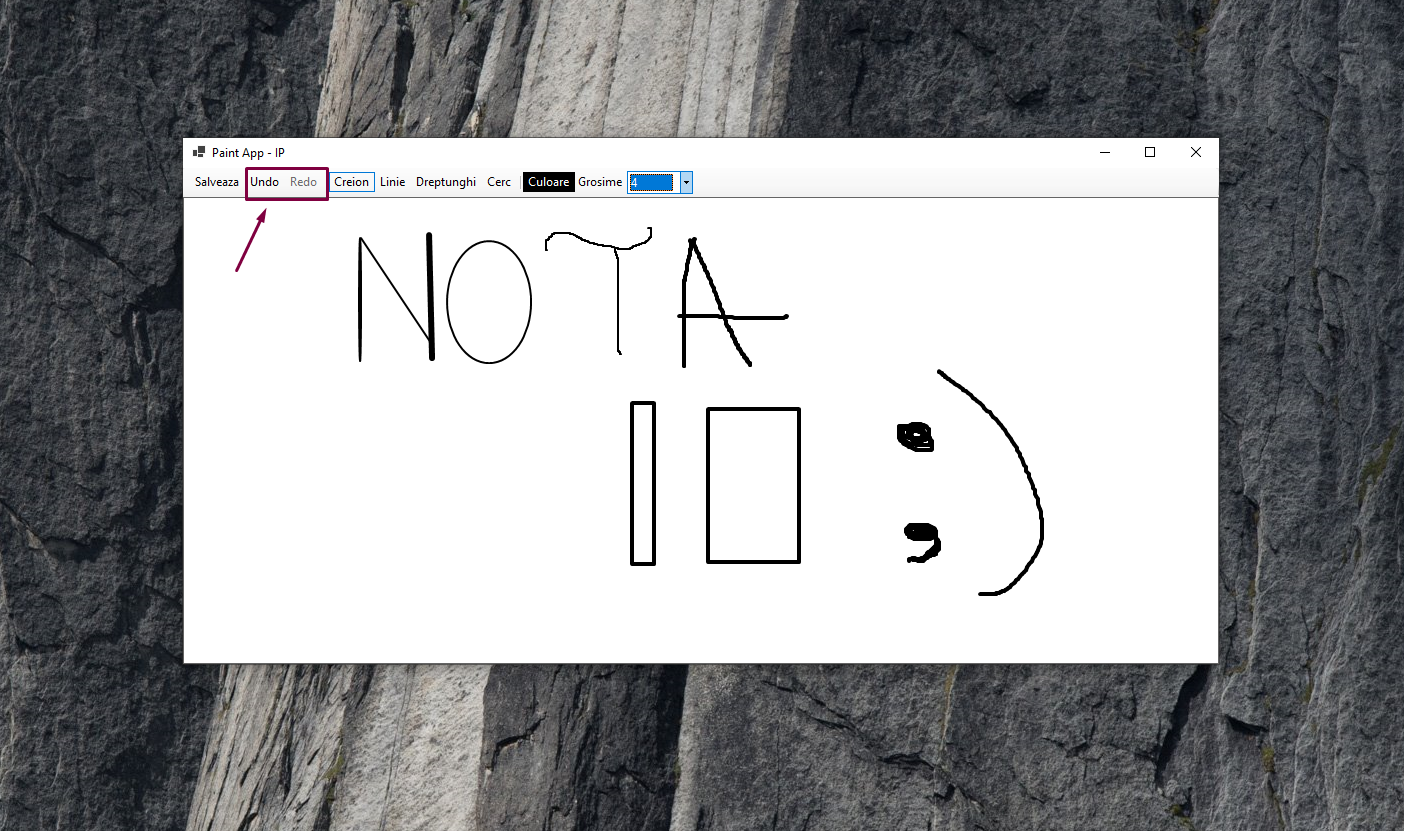 Paint App - IP
Salveaza Undo Redo Creion Linie Dreptunghi Cerc Culoare Grosime 4
NOTA
10 :)